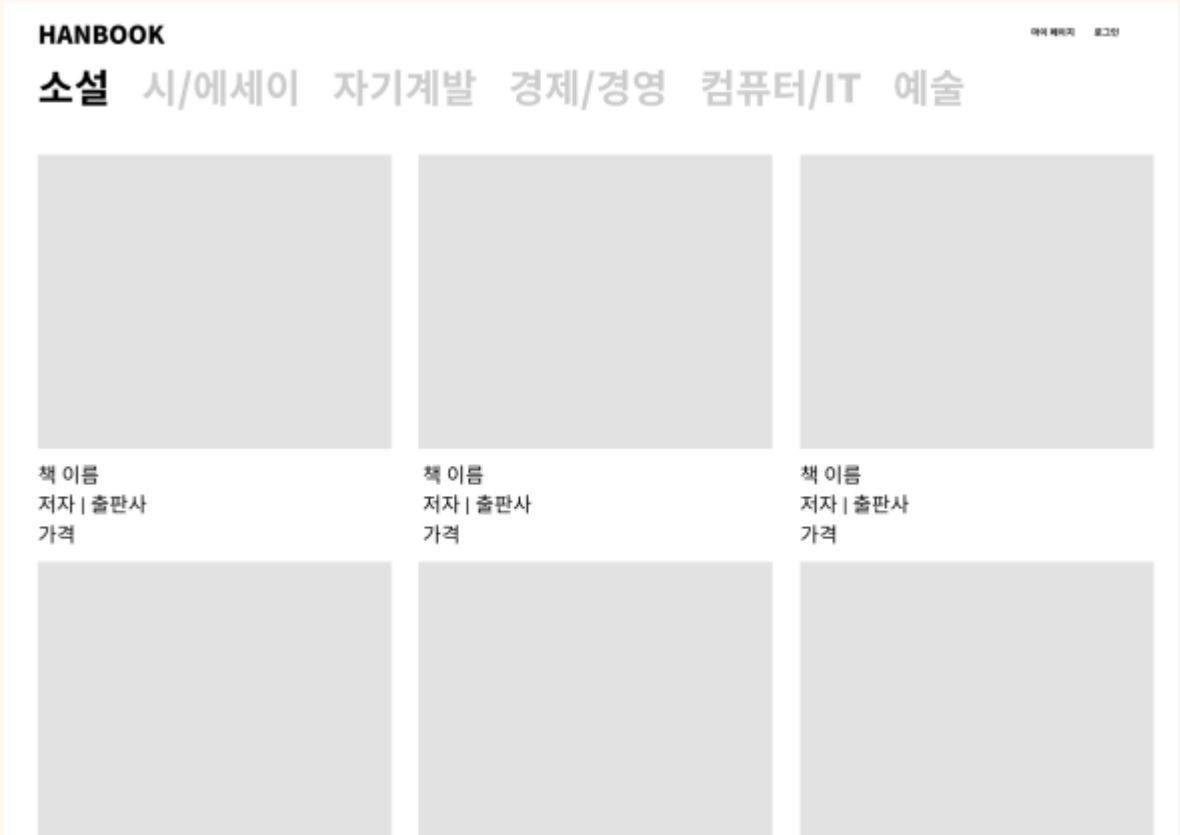 HANBOOK
마이 페이지 로그인
소설 시/에세이 자기계발 경제/경영 컴퓨터/IT 예술
책 이름 책 이름 책 이름
저자 | 출판사 저자 | 출판사 저자 | 출판사
가격 가격 가격